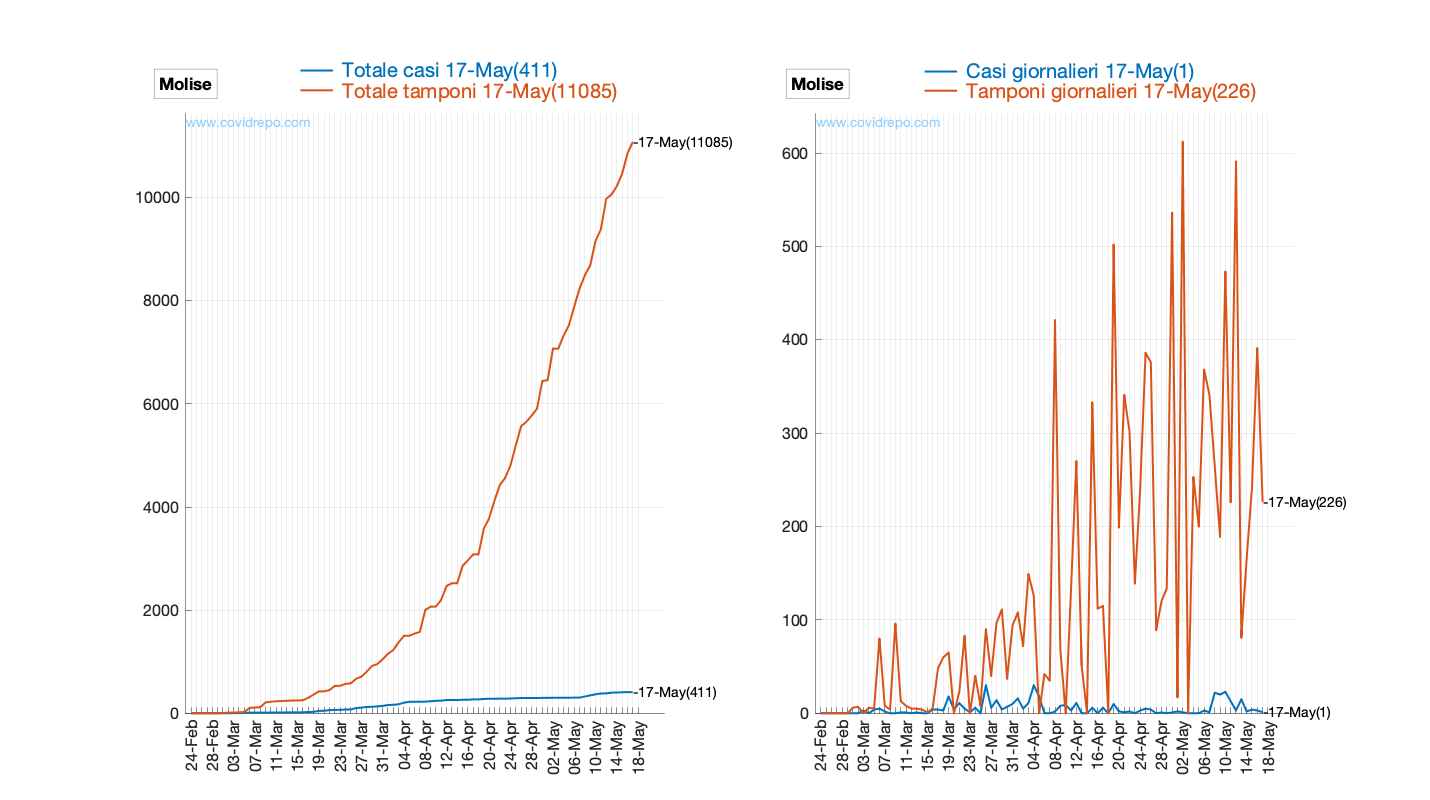 Molise
Totale casi 17-May(411)
Totale tamponi 17-May(11085)
www.covidrepo.com
17-May(11085)
10000
8000
6000
4000
2000
0
17-May(411)
24-Feb
28-Feb
03-Mar
07-Mar
11-Mar
15-Mar
19-Mar
23-Mar
27-Mar
31-Mar
04-Apr
08-Apr
12-Apr
16-Apr
20-Apr
24-Apr
28-Apr
02-May
06-May
10-May
14-May
18-May
Molise
Casi giornalieri 17-May(1)
Tamponi giornalieri 17-May(226)
www.covidrepo.com
600
500
400
300
200
100
0
17-May(226)
17-May(1)
24-Feb
28-Feb
03-Mar
07-Mar
11-Mar
15-Mar
19-Mar
23-Mar
27-Mar
31-Mar
04-Apr
08-Apr
12-Apr
16-Apr
20-Apr
24-Apr
28-Apr
02-May
06-May
10-May
14-May
18-May